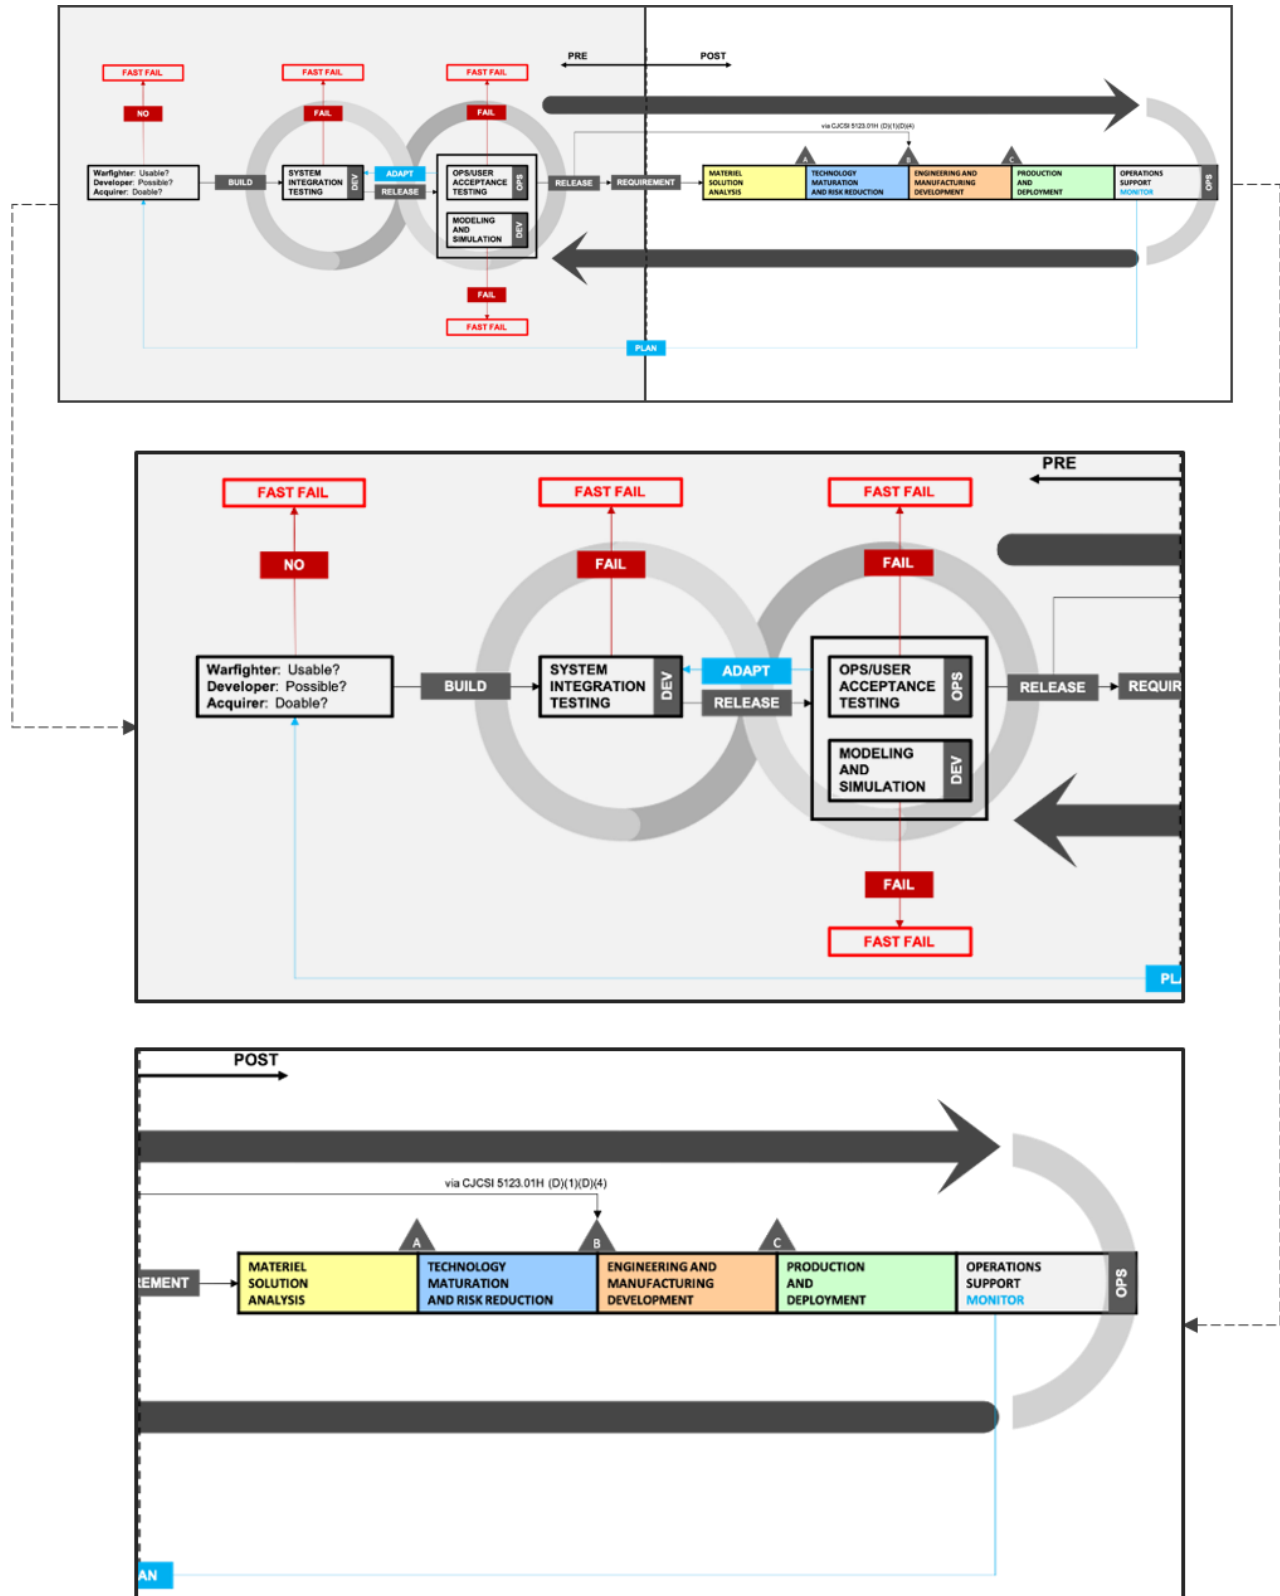 PRE
POST
FAST FAIL
FAST FAIL
FAST FAIL
NO
FAIL
FAIL
via CJCSI 5123.01H (D)(1)(D)(4)
A
B
C
Warfighter: Usable?
Developer: Possible?
Acquirer: Doable?
BUILD
SYSTEM
INTEGRATION
TESTING
DEV
ADAPT
RELEASE
OPS/USER
ACCEPTANCE
TESTING
OPS
MODELING
AND
SIMULATION
DEV
RELEASE
REQUIREMENT
MATERIEL
SOLUTION
ANALYSIS
TECHNOLOGY
MATURATION
AND RISK REDUCTION
ENGINEERING AND
MANUFACTURING
DEVELOPMENT
PRODUCTION
AND
DEPLOYMENT
OPERATIONS
SUPPORT
MONITOR
OPS
FAIL
FAST FAIL
PLAN
PRE
FAST FAIL
FAST FAIL
FAST FAIL
NO
FAIL
FAIL
Warfighter: Usable?
Developer: Possible?
Acquirer: Doable?
BUILD
SYSTEM
INTEGRATION
TESTING
DEV
ADAPT
RELEASE
OPS/USER
ACCEPTANCE
TESTING
OPS
MODELING
AND
SIMULATION
DEV
RELEASE
REQUIR
FAIL
FAST FAIL
PL
POST
via CJCSI 5123.01H (D)(1)(D)(4)
A
B
C
REMENT
MATERIEL
SOLUTION
ANALYSIS
TECHNOLOGY
MATURATION
AND RISK REDUCTION
ENGINEERING AND
MANUFACTURING
DEVELOPMENT
PRODUCTION
AND
DEPLOYMENT
OPERATIONS
SUPPORT
MONITOR
OPS
AN